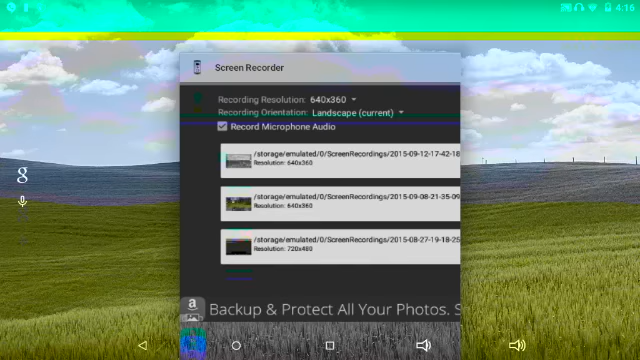 4:16
Screen Recorder
Recording Resolution: 640x360
Recording Orientation: Landscape (current)
Record Microphone Audio
/storage/emulated/0/ScreenRecordings/2015-09-12-17-42-18
Resolution: 640x360
/storage/emulated/0/ScreenRecordings/2015-09-08-21-35-09
Resolution: 640x360
/storage/emulated/0/ScreenRecordings/2015-08-27-19-18-25
Resolution: 720x480
g
a
Backup & Protect All Your Photos. S